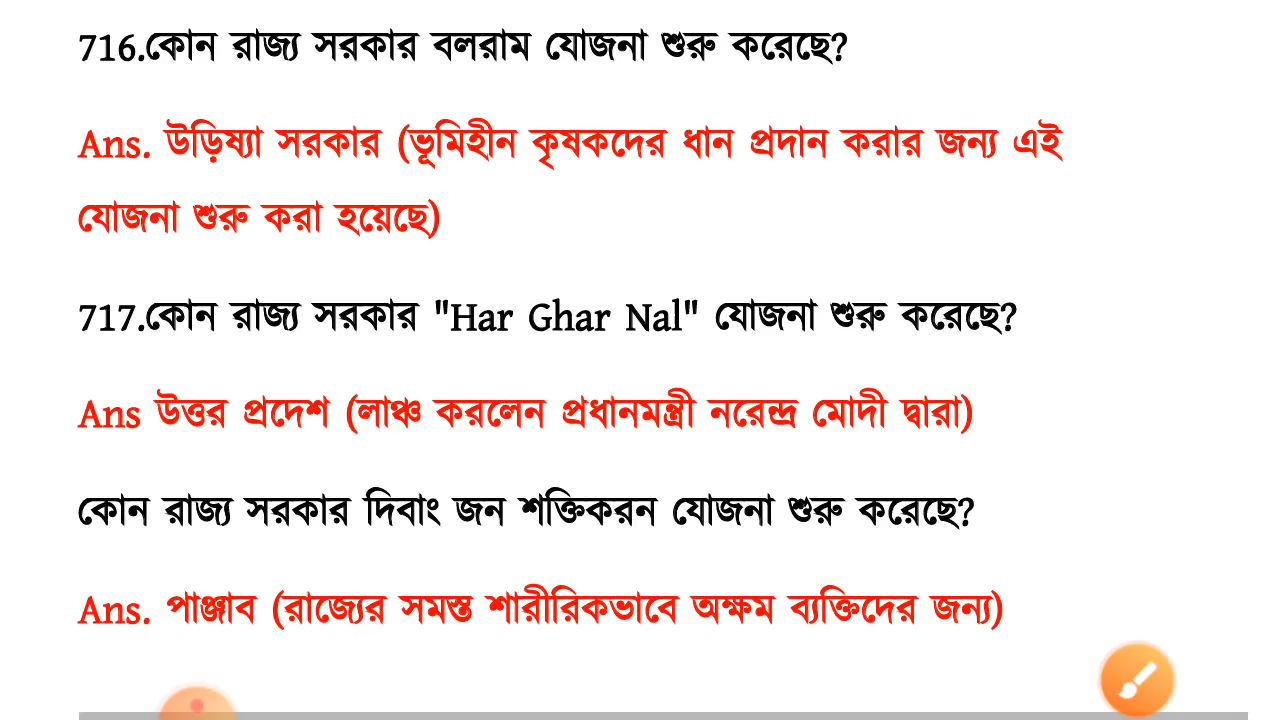 716.কোন রাজ্য সরকার বলরাম যোজনা শুরু করেছে?
Ans. উড়িষ্যা সরকার (ভূমিহীন কৃষকদের ধান প্রদান করার জন্য এই
যোজনা শুরু করা হয়েছে)
717.কোন রাজ্য সরকার "Har Ghar Nal" যোজনা শুরু করেছে?
Ans উত্তর প্রদেশ (লাঞ্চ করলেন প্রধানমন্ত্রী নরেন্দ্র মোদী দ্বারা)
কোন রাজ্য সরকার দিবাং জন শক্তিকরন যোজনা শুরু করেছে?
Ans. পাঞ্জাব (রাজ্যের সমস্ত শারীরিকভাবে অক্ষম ব্যক্তিদের জন্য)